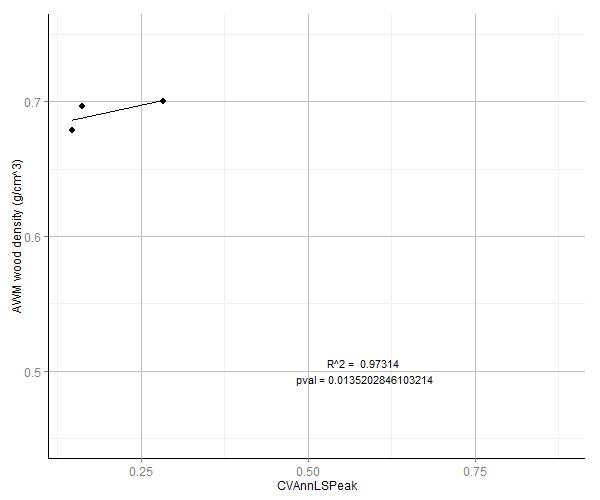 0.7
0.6
0.5
AWM wood density (g/cm^3)
R^2 = 0.97314
pval = 0.0135202846103214
0.25
0.50
0.75
CVAnnLSPeak